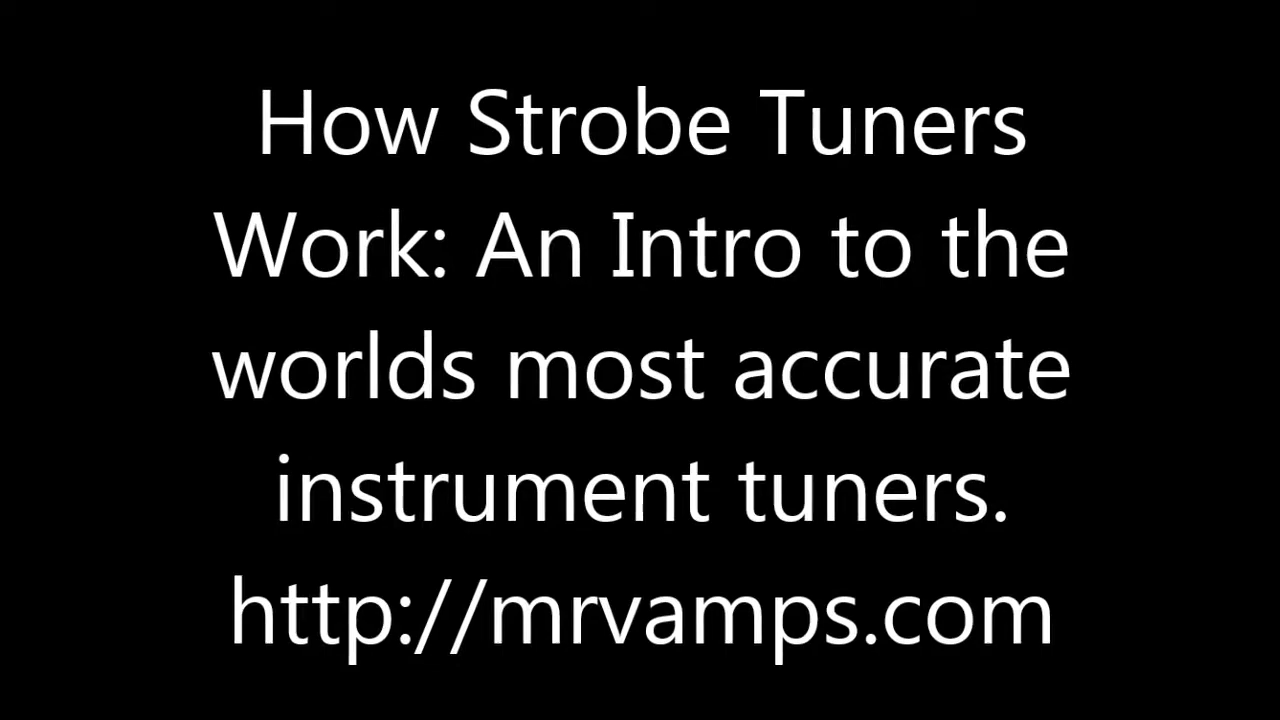 How Strobe Tuners
Work: An Intro to the
worlds most accurate
instrument tuners.
http://mrvamps.com